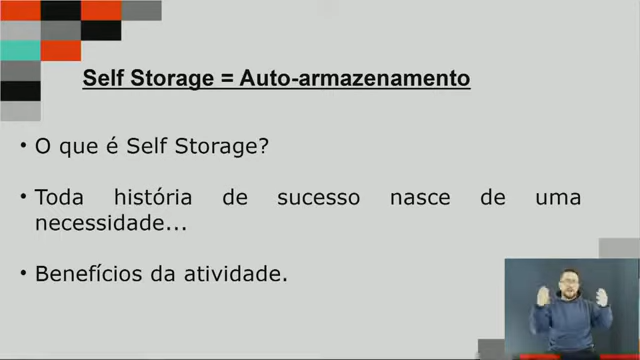 Self Storage = Auto-armazenamento
• O que é Self Storage?
• Toda história de sucesso nasce de uma
necessidade...
• Benefícios da atividade.